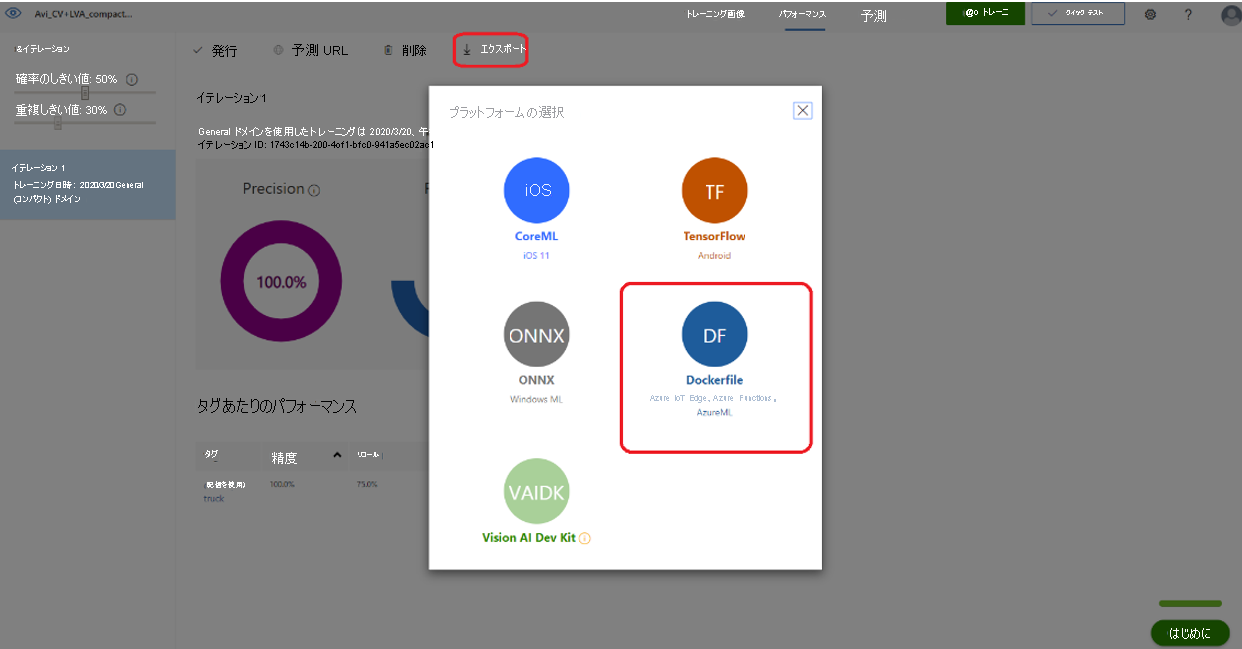 Avi_CV+LVA_compact...
トレーニング画像
パフォーマンス
予測
トレーニ
クイック テスト
?
&イテレーション
発行
予測 URL
削除
エクスポート
確率のしきい値: 50%
重複しきい値: 30%
イテレーション 1
General ドメインを使用したトレーニングは 2020/3/20、午
イテレーション ID: 1743c14b-200-4of1-bfc0-941a5ec02ac1
イテレーション 1
トレーニング日時: 2020/3/20 General
(コンパクト) ドメイン
Precision
100.0%
プラットフォームの選択
iOS
CoreML
iOS 11
TF
TensorFlow
Android
ONNX
ONNX
Windows ML
DF
Dockerfile
Azure IoT Edge、Azure Functions、
AzureML
VAIDK
Vision AI Dev Kit
タグあたりのパフォーマンス
タグ
精度
リコール
truck
100.0%
75.0%
はじめに